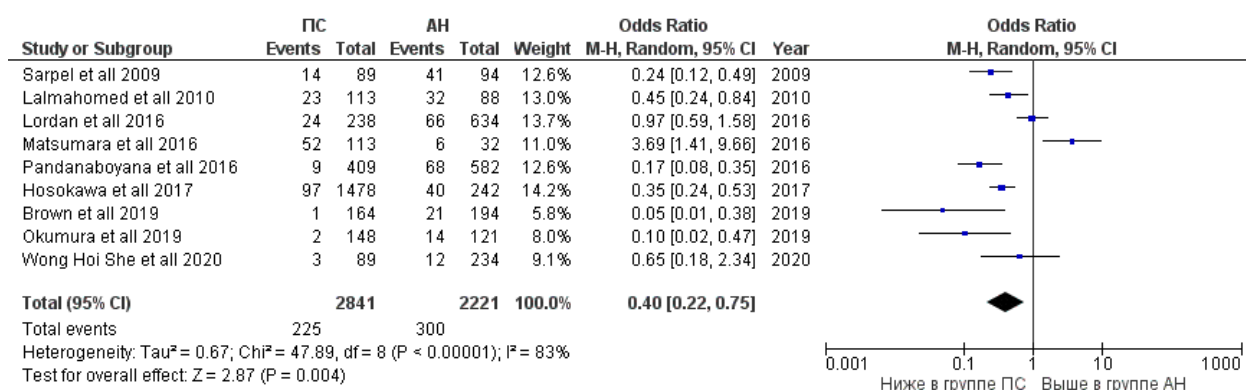 ПС АН Odds Ratio Odds Ratio
Study or Subgroup Events Total Events Total Weight M-H, Random, 95% CI Year M-H, Random, 95% CI
Sarpel et all 2009 14 89 41 94 12.6% 0.24 [0.12, 0.49] 2009
Lalmahomed et all 2010 23 113 32 88 13.0% 0.45 [0.24, 0.84] 2010
Lordan et all 2016 24 238 66 634 13.7% 0.97 [0.59, 1.58] 2016
Matsumara et all 2016 52 113 6 32 11.0% 3.69 [1.41, 9.66] 2016
Pandanaboyana et all 2016 9 409 68 582 12.6% 0.17 [0.08, 0.35] 2016
Hosokawa et all 2017 97 1478 40 242 14.2% 0.35 [0.24, 0.53] 2017
Brown et all 2019 1 164 21 194 5.8% 0.05 [0.01, 0.38] 2019
Okumura et all 2019 2 148 14 121 8.0% 0.10 [0.02, 0.47] 2019
Wong Hoi She et all 2020 3 89 12 234 9.1% 0.65 [0.18, 2.34] 2020
Total (95% CI) 2841 2221 100.0% 0.40 [0.22, 0.75]
Total events 225 300
Heterogeneity: Tau² = 0.67; Chi² = 47.89, df = 8 (P < 0.00001); I² = 83%
Test for overall effect: Z = 2.87 (P = 0.004)
0.001 0.1 1 10 1000
Ниже в группе ПС Выше в группе АН